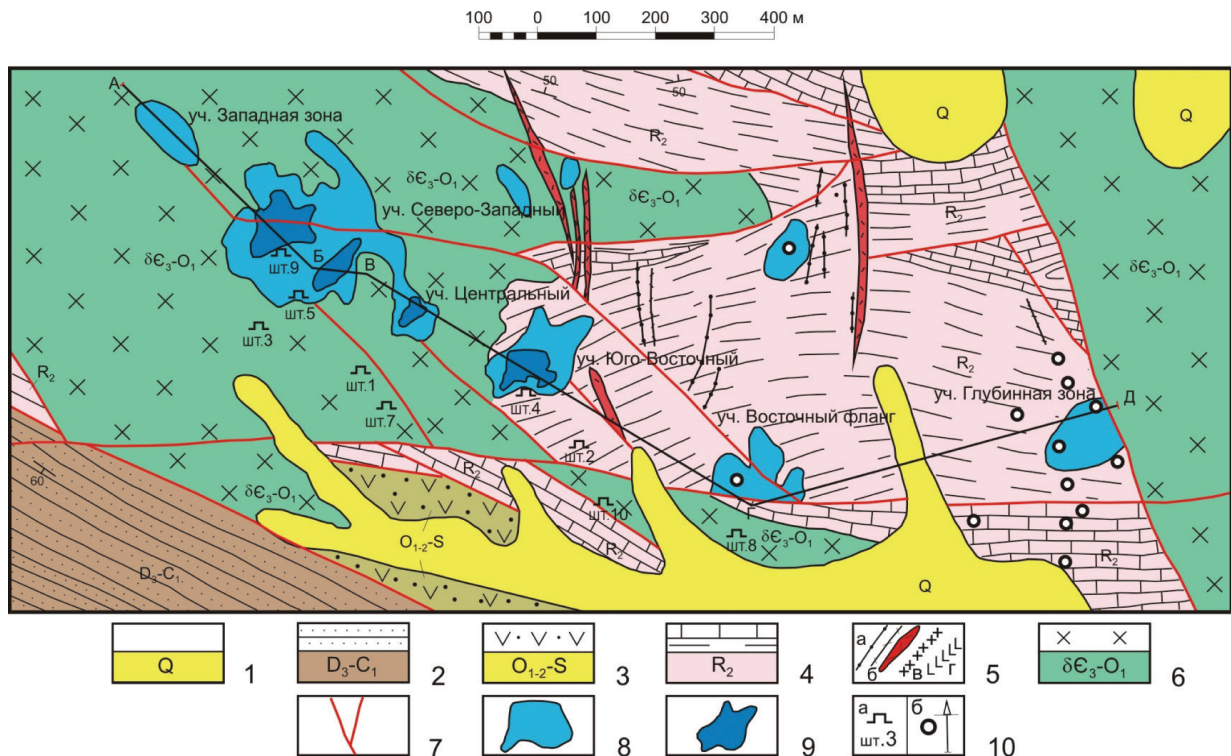 100 0 100 200 300 400 м
А
50
50
Q
Q
уч. Западная зона
R₂
δЄ₃-O₁
δЄ₃-O₁
уч. Северо-Западный
R₂
δЄ₃-O₁
шт.9
Б
В
δЄ₃-O₁
уч. Центральный
шт.5
шт.3
уч. Юго-Восточный
R₂
R₂
шт.1
шт.4
уч. Глубинная зона
Д
шт.7
уч. Восточный фланг
шт.2
60
R₂
δЄ₃-O₁
шт.10
Г
O₁₋₂-S
R₂
шт.8
δЄ₃-O₁
R₂
D₃-C₁
Q
Q
1
D₃-C₁
2
O₁₋₂-S
3
R₂
4
а
б
в
Г
5
δЄ₃-O₁
6
7
8
9
а
шт.3
б
10